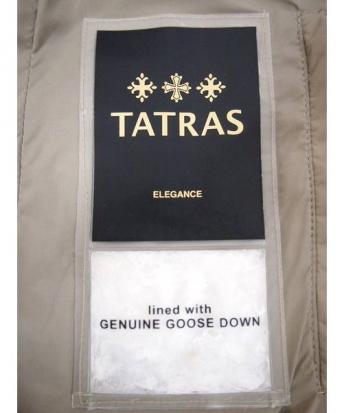 TATRAS
ELEGANCE
lined with
GENUINE GOOSE DOWN